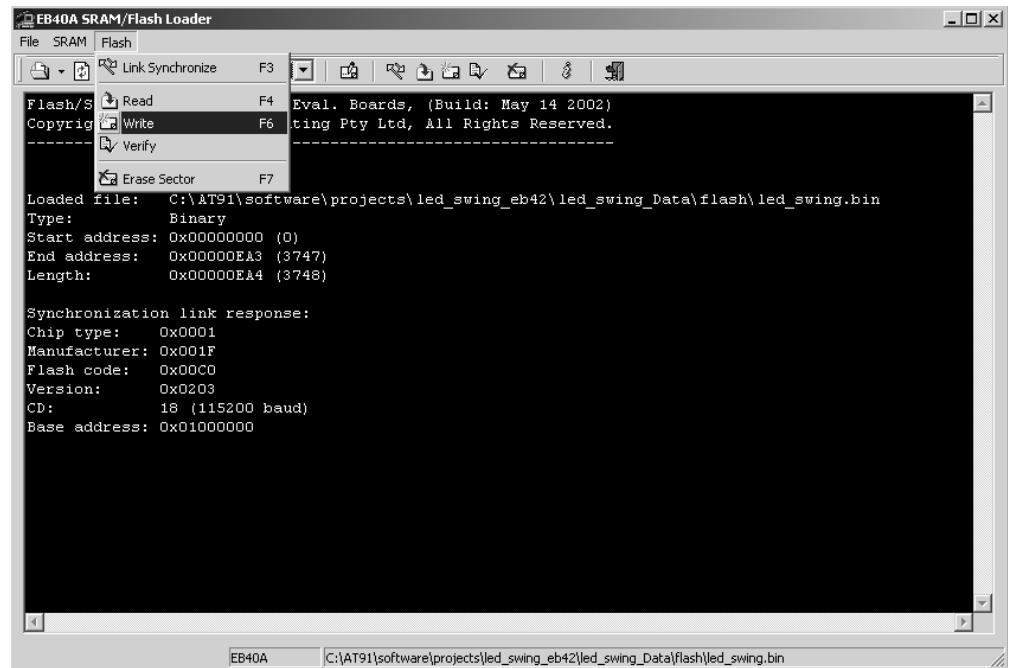 EB40A SRAM/Flash Loader
File SRAM Flash
Link Synchronize F3
Read F4
Write F6
Verify
Erase Sector F7
Flash/S Eval. Boards, (Build: May 14 2002)
Copyrig ting Pty Ltd, All Rights Reserved.
Loaded file: C:\AT91\software\projects\led_swing_eb42\led_swing_Data\flash\led_swing.bin
Type: Binary
Start address: 0x00000000 (0)
End address: 0x00000EA3 (3747)
Length: 0x00000EA4 (3748)
Synchronization link response:
Chip type: 0x0001
Manufacturer: 0x001F
Flash code: 0x00C0
Version: 0x0203
CD: 18 (115200 baud)
Base address: 0x01000000
EB40A C:\AT91\software\projects\led_swing_eb42\led_swing_Data\flash\led_swing.bin